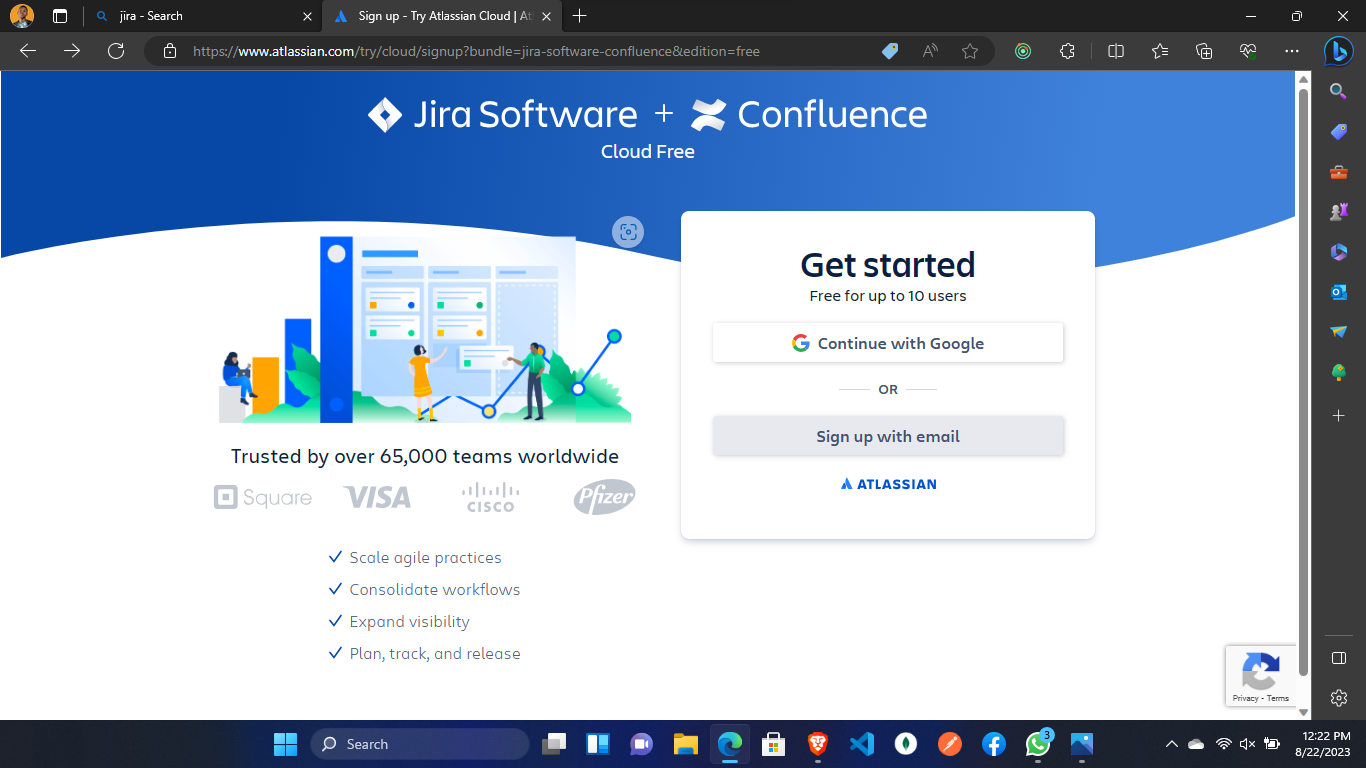 jira - Search
Sign up - Try Atlassian Cloud | At
https://www.atlassian.com/try/cloud/signup?bundle=jira-software-confluence&edition=free
Jira Software + Confluence
Cloud Free
Get started
Free for up to 10 users
Continue with Google
OR
Sign up with email
ATLASSIAN
Trusted by over 65,000 teams worldwide
Square VISA CISCO Pfizer
Scale agile practices
Consolidate workflows
Expand visibility
Plan, track, and release
Privacy - Terms
Search
3
12:22 PM
8/22/2023